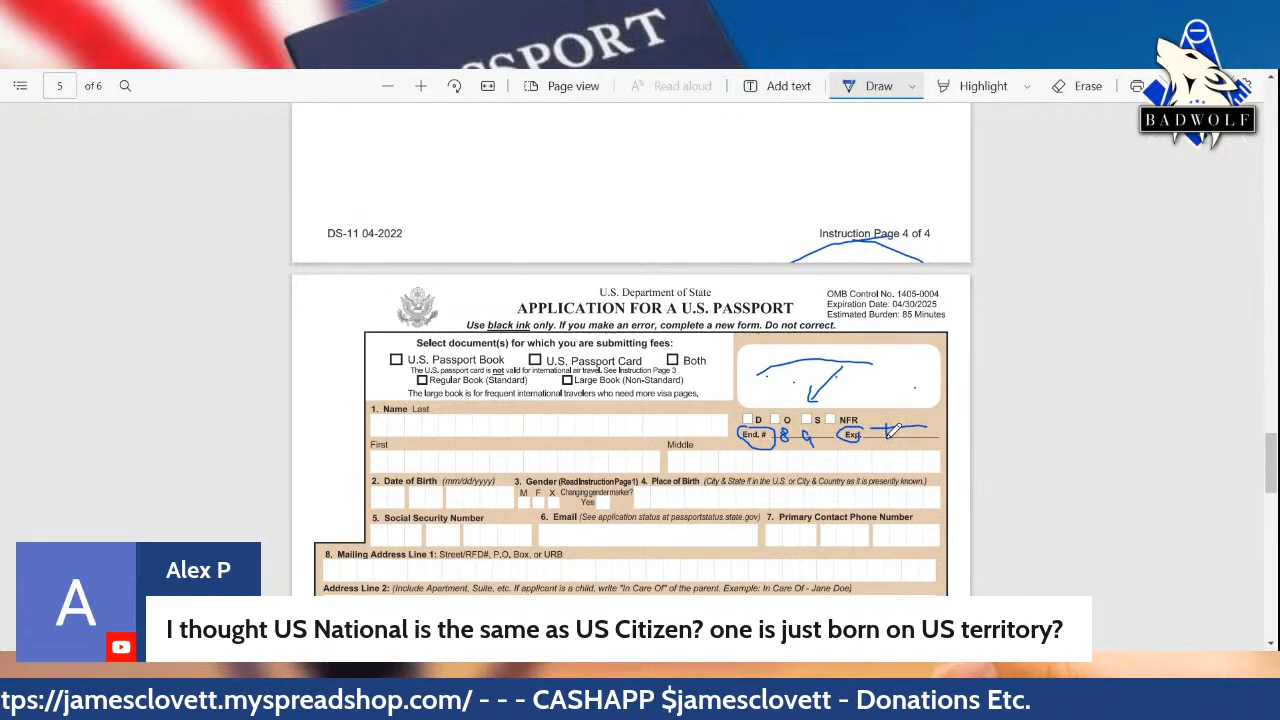 PASSPORT
5 of 6
Page view
Read aloud
Add text
Draw
Highlight
Erase
BADWOLF
DS-11 04-2022
Instruction Page 4 of 4
U.S. Department of State
APPLICATION FOR A U.S. PASSPORT
Use black ink only. If you make an error, complete a new form. Do not correct.
OMB Control No. 1405-0004
Expiration Date: 04/30/2025
Estimated Burden: 85 Minutes
Select document(s) for which you are submitting fees:
U.S. Passport Book U.S. Passport Card Both
The U.S. passport card is not valid for international air travel. See Instruction Page 3
Regular Book (Standard) Large Book (Non-Standard)
The large book is for frequent international travelers who need more visa pages.
1. Name Last
D O S NFR
End. # 8 9 Exp.
First Middle
2. Date of Birth (mm/dd/yyyy) 3. Gender (Read Instruction Page 1) 4. Place of Birth (City & State if in the U.S. or City & Country as it is presently known.)
M F X Changing gender marker?
Yes
5. Social Security Number 6. Email (See application status at passportstatus.state.gov) 7. Primary Contact Phone Number
8. Mailing Address Line 1: Street/RFD#, P.O. Box, or URB
Address Line 2: (Include Apartment, Suite, etc. If applicant is a child, write "In Care Of" of the parent. Example: In Care Of - Jane Doe)
A
Alex P
I thought US National is the same as US Citizen? one is just born on US territory?
tps://jamesclovett.myspreadshop.com/ - - - CASHAPP $jamesclovett - Donations Etc.